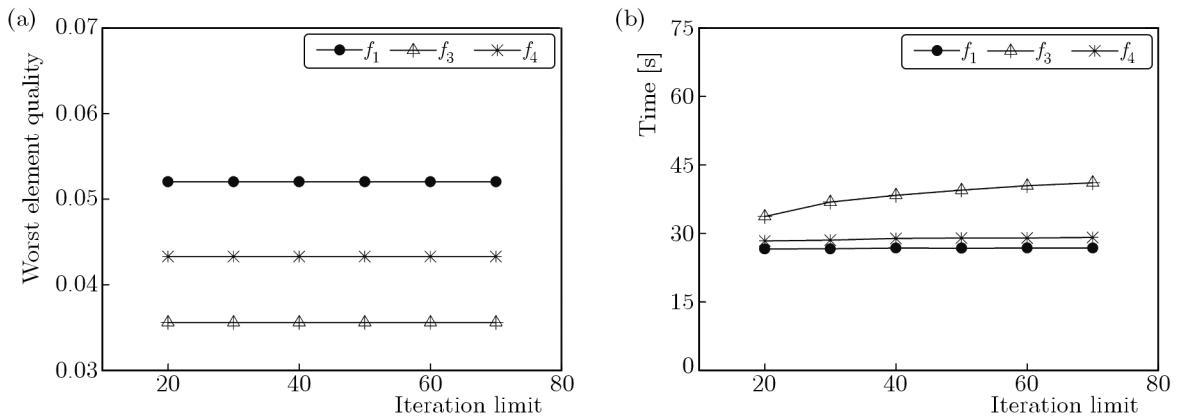 (a)
Worst element quality
0.07
0.06
0.05
0.04
0.03
f1 f3 f4
20 40 60 80
Iteration limit
(b)
Time [s]
75
60
45
30
15
0
f1 f3 f4
20 40 60 80
Iteration limit